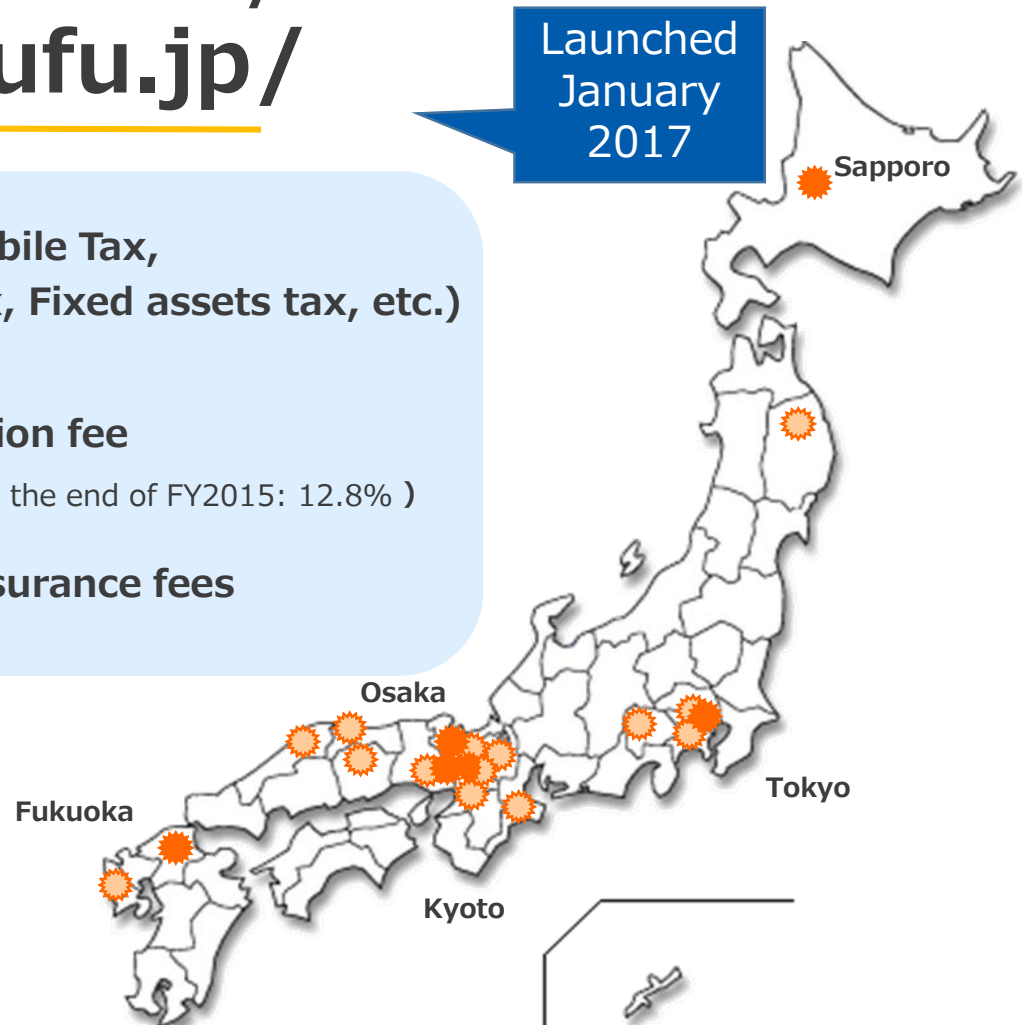 ufu.jp/
Launched
January
2017
bile Tax,
, Fixed assets tax, etc.)
ion fee
the end of FY2015: 12.8% )
surance fees
Sapporo
Osaka
Tokyo
Fukuoka
Kyoto